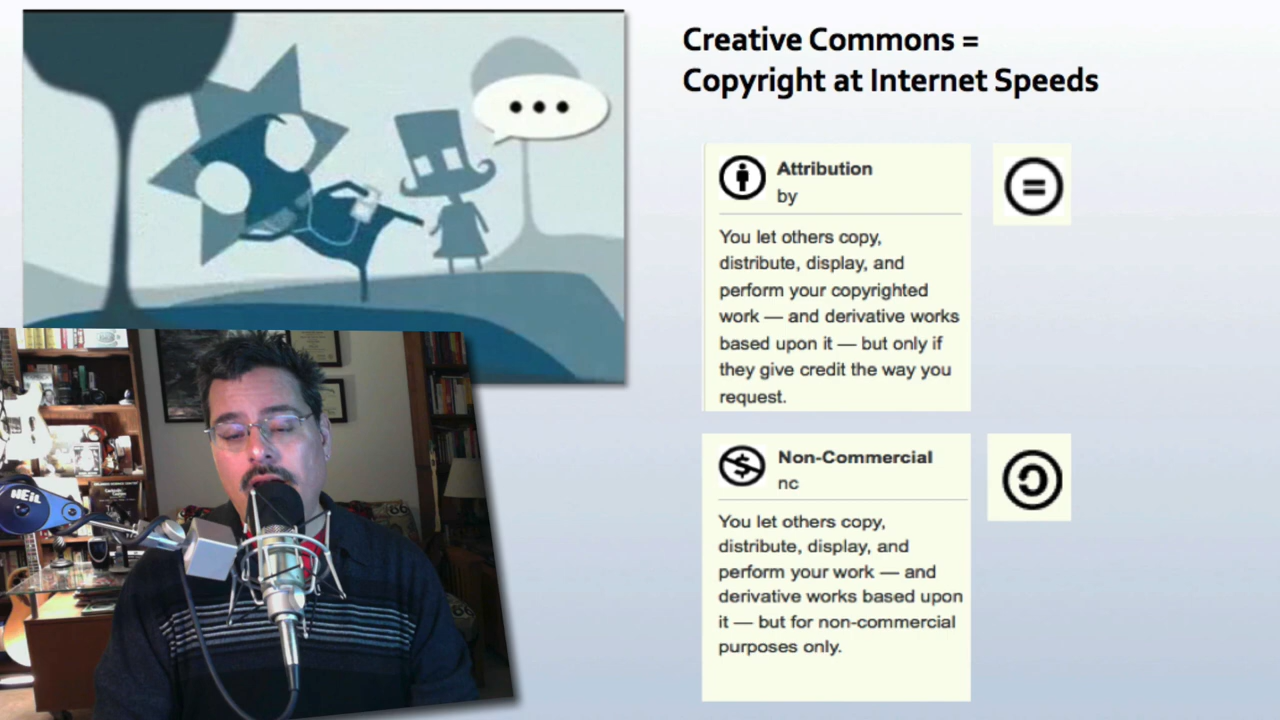 Creative Commons =
Copyright at Internet Speeds
Attribution
by
You let others copy,
distribute, display, and
perform your copyrighted
work — and derivative works
based upon it — but only if
they give credit the way you
request.
Non-Commercial
nc
You let others copy,
distribute, display, and
perform your work — and
derivative works based upon
it — but for non-commercial
purposes only.
NEiL